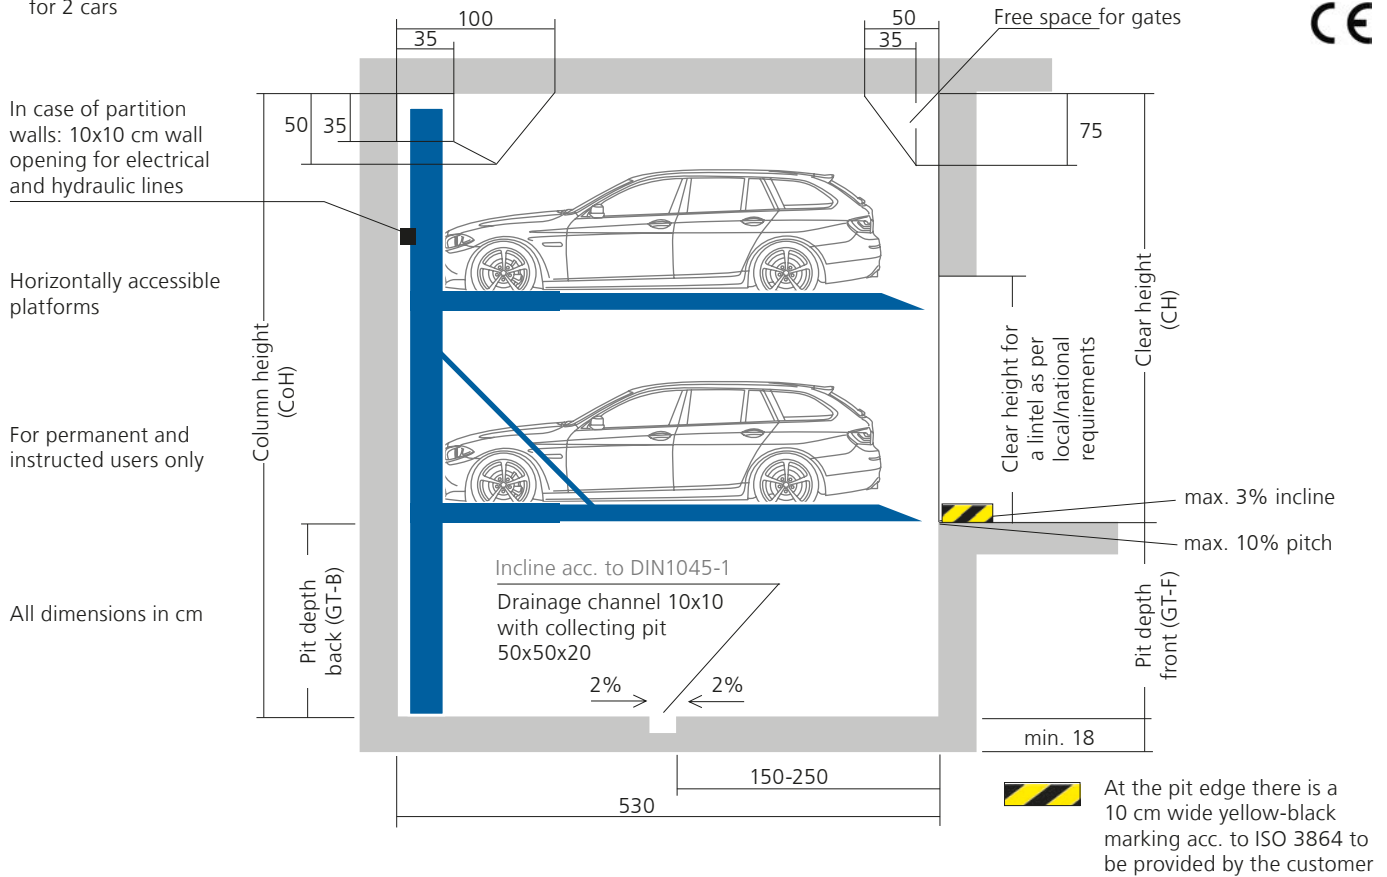 for 2 cars
100
35
50
35
Free space for gates
CE
In case of partition
walls: 10x10 cm wall
opening for electrical
and hydraulic lines
50
35
75
Horizontally accessible
platforms
Column height
(CoH)
Clear height for
a lintel as per
local/national
requirements
Clear height
(CH)
For permanent and
instructed users only
max. 3% incline
max. 10% pitch
All dimensions in cm
Pit depth
back (GT-B)
Incline acc. to DIN1045-1
Drainage channel 10x10
with collecting pit
50x50x20
2%
2%
Pit depth
front (GT-F)
min. 18
150-250
530
At the pit edge there is a
10 cm wide yellow-black
marking acc. to ISO 3864 to
be provided by the customer